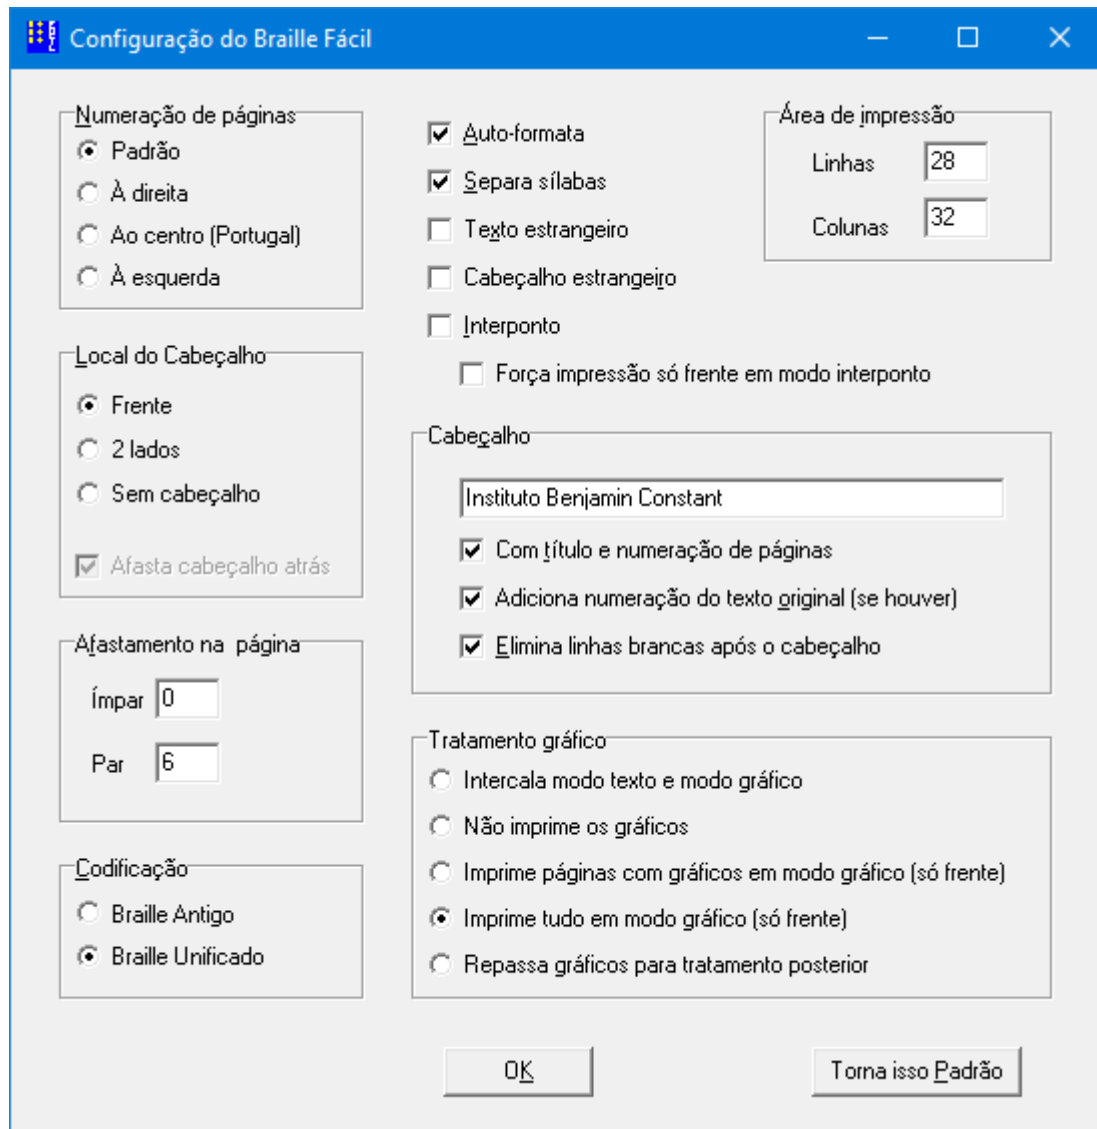 Configuração do Braille Fácil
Numeração de páginas
Padrão
À direita
Ao centro (Portugal)
À esquerda
Local do Cabeçalho
Frente
2 lados
Sem cabeçalho
Afasta cabeçalho atrás
Afastamento na página
Ímpar 0
Par 6
Codificação
Braille Antigo
Braille Unificado
Auto-formata
Separa sílabas
Texto estrangeiro
Cabeçalho estrangeiro
Interponto
Força impressão só frente em modo interponto
Área de impressão
Linhas 28
Colunas 32
Cabeçalho
Instituto Benjamin Constant
Com título e numeração de páginas
Adiciona numeração do texto original (se houver)
Elimina linhas brancas após o cabeçalho
Tratamento gráfico
Intercala modo texto e modo gráfico
Não imprime os gráficos
Imprime páginas com gráficos em modo gráfico (só frente)
Imprime tudo em modo gráfico (só frente)
Repassa gráficos para tratamento posterior
OK
Torna isso Padrão